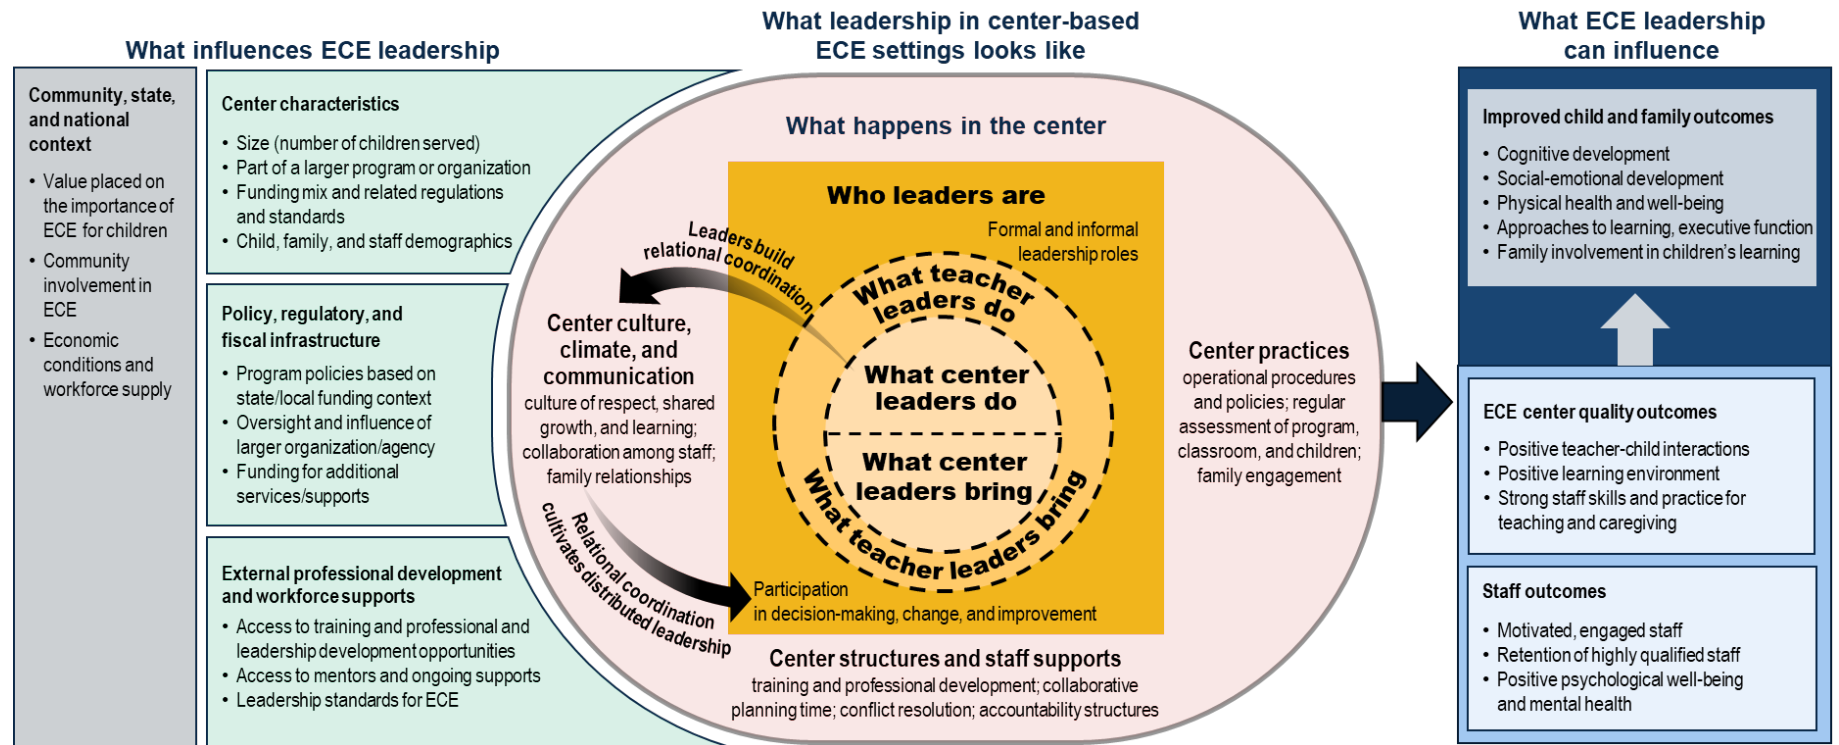 What influences ECE leadership
Community, state,
and national
context
• Value placed on
the importance of
ECE for children
• Community
involvement in
ECE
• Economic
conditions and
workforce supply
Center characteristics
• Size (number of children served)
• Part of a larger program or organization
• Funding mix and related regulations
and standards
• Child, family, and staff demographics
Policy, regulatory, and
fiscal infrastructure
• Program policies based on
state/local funding context
• Oversight and influence of
larger organization/agency
• Funding for additional
services/supports
External professional development
and workforce supports
• Access to training and professional and
leadership development opportunities
• Access to mentors and ongoing supports
• Leadership standards for ECE
What leadership in center-based
ECE settings looks like
What happens in the center
Who leaders are
Formal and informal
leadership roles
Leaders build
relational coordination
What teacher
leaders do
What center
leaders do
What center
leaders bring
What teacher leaders bring
Center culture,
climate, and
communication
culture of respect, shared
growth, and learning;
collaboration among staff;
family relationships
Relational coordination
cultivates distributed leadership
Participation
in decision-making, change, and improvement
Center structures and staff supports
training and professional development; collaborative
planning time; conflict resolution; accountability structures
Center practices
operational procedures
and policies; regular
assessment of program,
classroom, and children;
family engagement
What ECE leadership
can influence
Improved child and family outcomes
• Cognitive development
• Social-emotional development
• Physical health and well-being
• Approaches to learning, executive function
• Family involvement in children’s learning
ECE center quality outcomes
• Positive teacher-child interactions
• Positive learning environment
• Strong staff skills and practice for
teaching and caregiving
Staff outcomes
• Motivated, engaged staff
• Retention of highly qualified staff
• Positive psychological well-being
and mental health